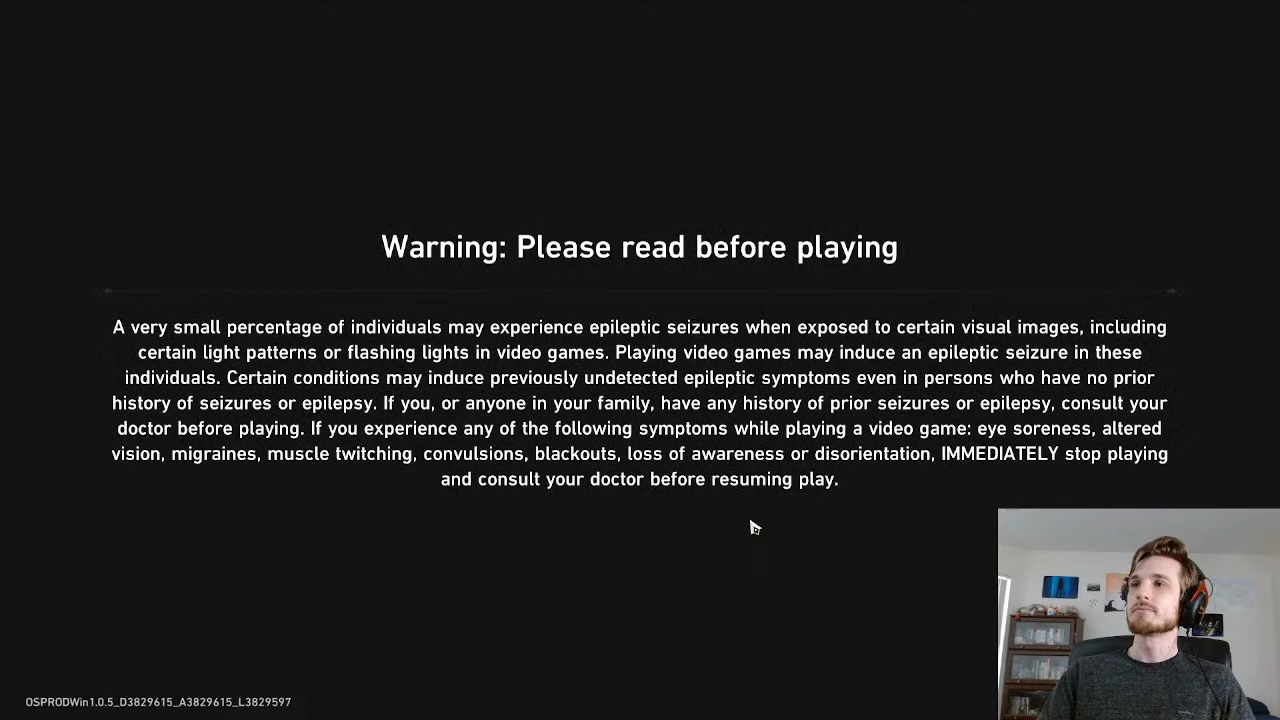 Warning: Please read before playing
A very small percentage of individuals may experience epileptic seizures when exposed to certain visual images, including
certain light patterns or flashing lights in video games. Playing video games may induce an epileptic seizure in these
individuals. Certain conditions may induce previously undetected epileptic symptoms even in persons who have no prior
history of seizures or epilepsy. If you, or anyone in your family, have any history of prior seizures or epilepsy, consult your
doctor before playing. If you experience any of the following symptoms while playing a video game: eye soreness, altered
vision, migraines, muscle twitching, convulsions, blackouts, loss of awareness or disorientation, IMMEDIATELY stop playing
and consult your doctor before resuming play.
OSPRODWin1.0.5_D3829615_A3829615_L3829597